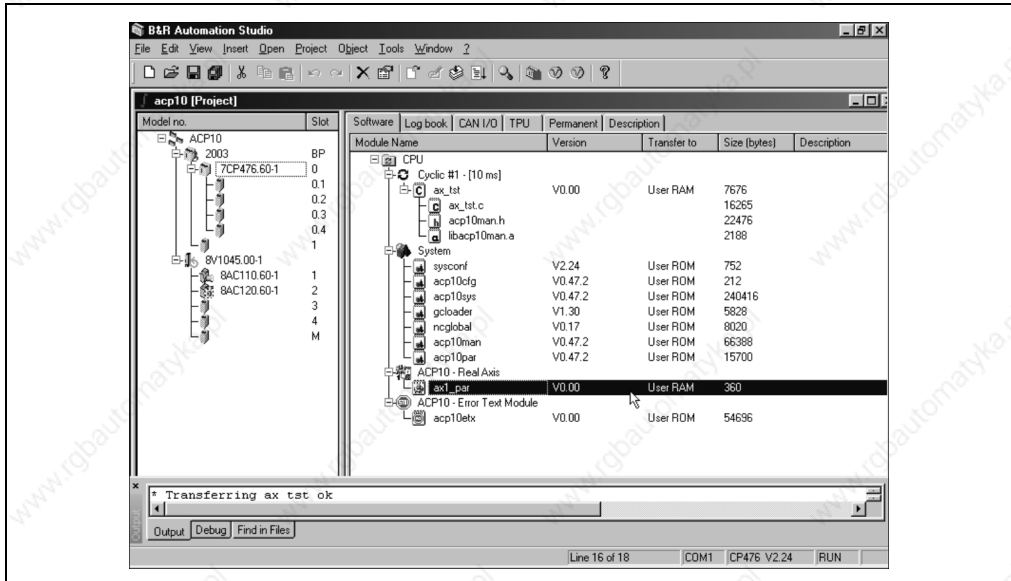 B&R Automation Studio
File Edit View Insert Open Project Object Tools Window ?
acp10 [Project]
Model no. Slot
ACP10
2003 BP
7CP476.60-1 0
0.1
0.2
0.3
0.4
1
8V1045.00-1
8AC110.60-1 1
8AC120.60-1 2
3
4
M
Software Log book CAN I/O TPU Permanent Description
Module Name Version Transfer to Size (bytes) Description
CPU
Cyclic #1 - [10 ms]
ax_tst V0.00 User RAM 7676
ax_tst.c 16265
acp10man.h 22476
libacp10man.a 2188
System
sysconf V2.24 User ROM 752
acp10cfg V0.47.2 User ROM 212
acp10sys V0.47.2 User ROM 240416
gcloader V1.30 User ROM 5828
ncglobal V0.17 User ROM 8020
acp10man V0.47.2 User ROM 66388
acp10par V0.47.2 User ROM 15700
ACP10 - Real Axis
ax1_par V0.00 User RAM 360
ACP10 - Error Text Module
acp10etx V0.00 User ROM 54696
* Transferring ax tst ok
Output
Output Debug Find in Files
Line 16 of 18 COM1 CP476 V2.24 RUN
www.rgbautomatyka.pl